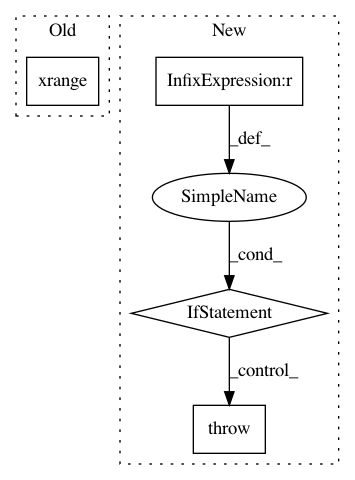 Old
New
xrange
InfixExpression:r
_def_
SimpleName
_cond_
IfStatement
_control_
throw